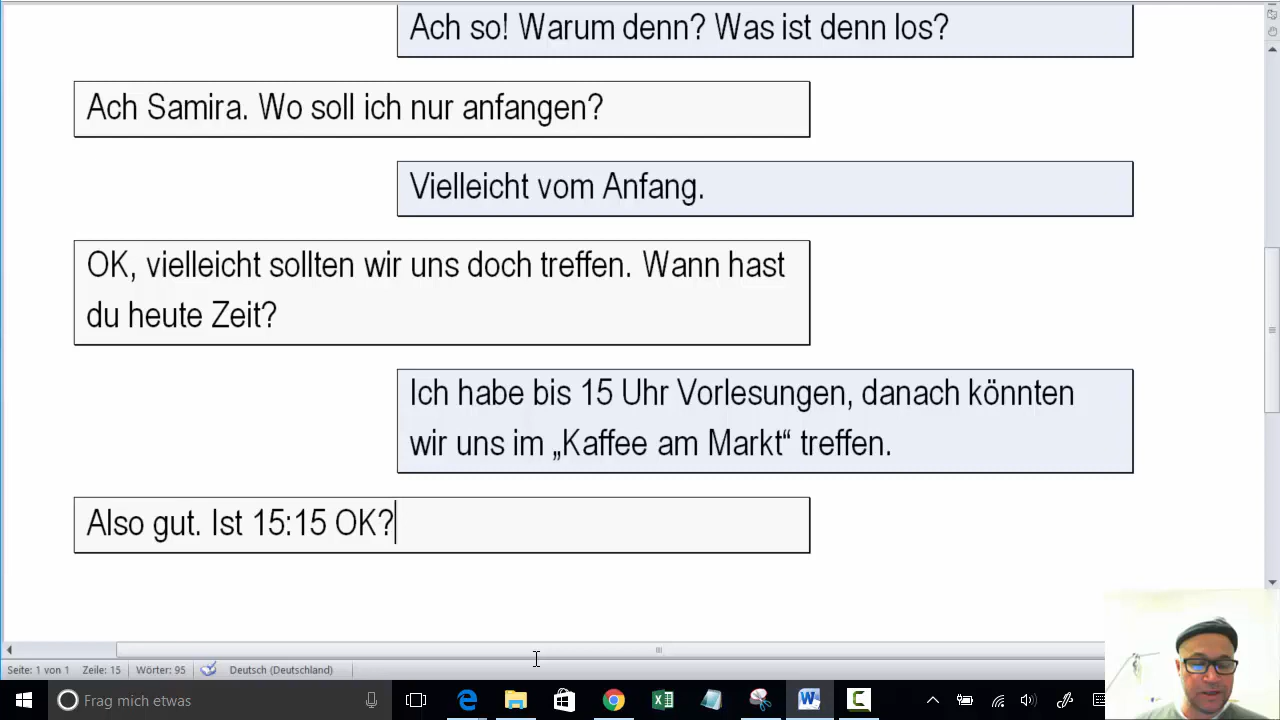 Ach so! Warum denn? Was ist denn los?
Ach Samira. Wo soll ich nur anfangen?
Vielleicht vom Anfang.
OK, vielleicht sollten wir uns doch treffen. Wann hast
du heute Zeit?
Ich habe bis 15 Uhr Vorlesungen, danach könnten
wir uns im „Kaffee am Markt“ treffen.
Also gut. Ist 15:15 OK?
Seite: 1 von 1 Zeile: 15 Wörter: 95 Deutsch (Deutschland)
Frag mich etwas